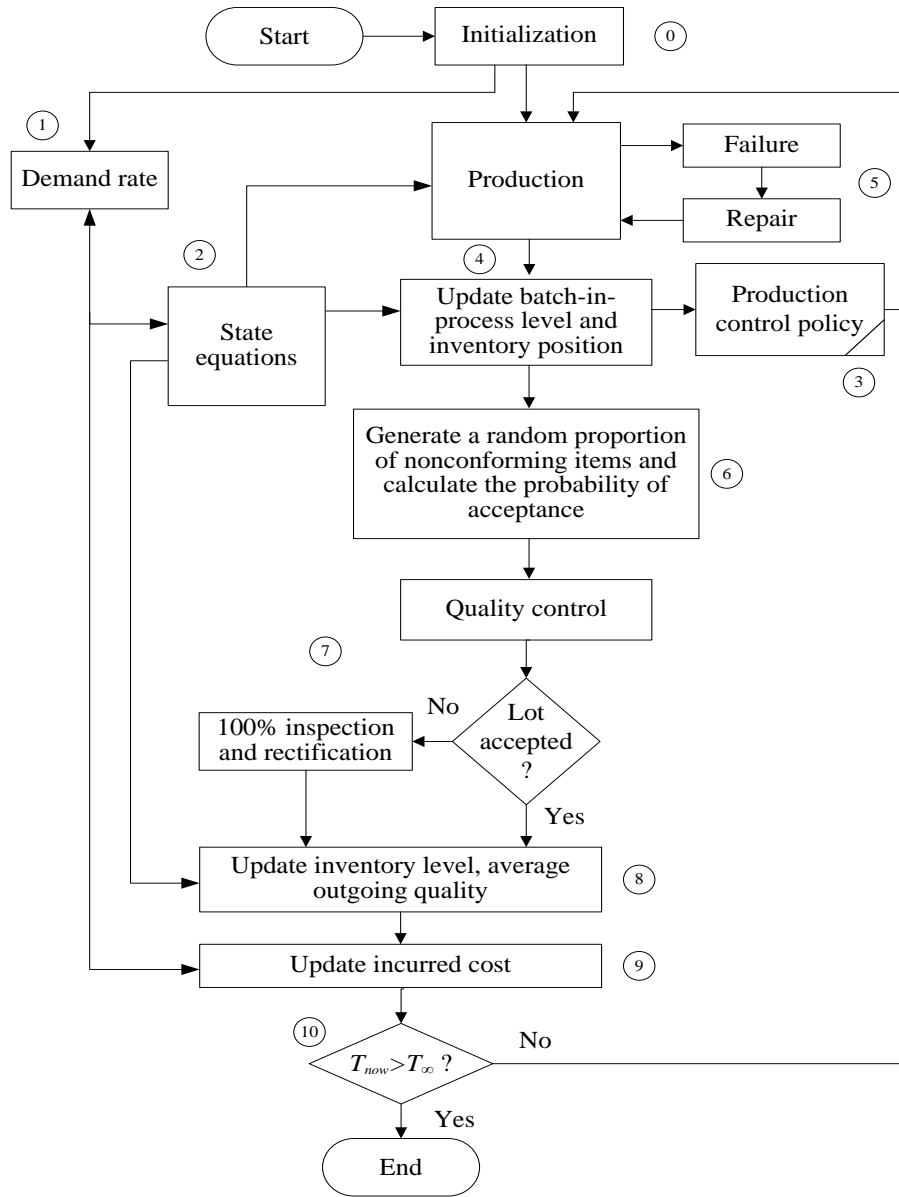 Start
Initialization
0
1
Demand rate
Production
Failure
5
Repair
2
4
State
equations
Update batch-in-
process level and
inventory position
Production
control policy
3
Generate a random proportion
of nonconforming items and
calculate the probability of
acceptance
6
Quality control
7
No
Lot
accepted
?
100% inspection
and rectification
Yes
Update inventory level, average
outgoing quality
8
Update incurred cost
9
10
No
Tnow>T∞ ?
Yes
End